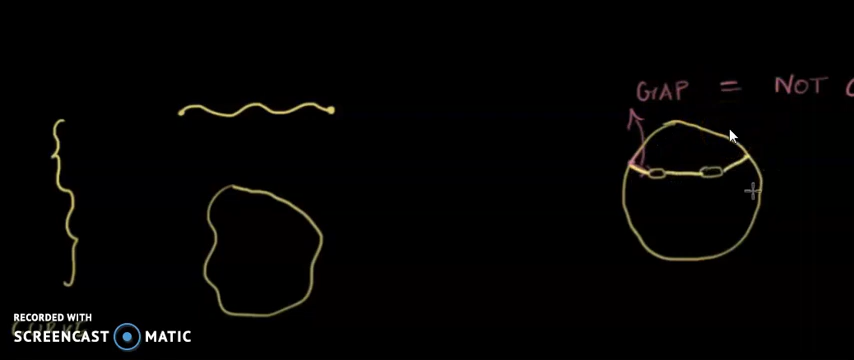 GAP = NOT
RECORDED WITH
SCREENCAST MATIC